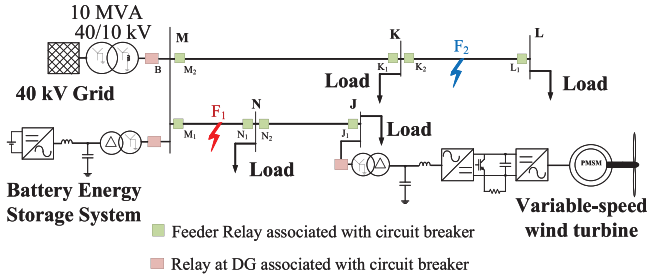 10 MVA
40/10 kV
M
K
L
F2
B
M2
K1
K2
L1
40 kV Grid
Load
Load
F1
N
J
M1
N1
N2
J1
Load
Load
PMSM
Battery Energy
Storage System
Variable-speed
wind turbine
Feeder Relay associated with circuit breaker
Relay at DG associated with circuit breaker